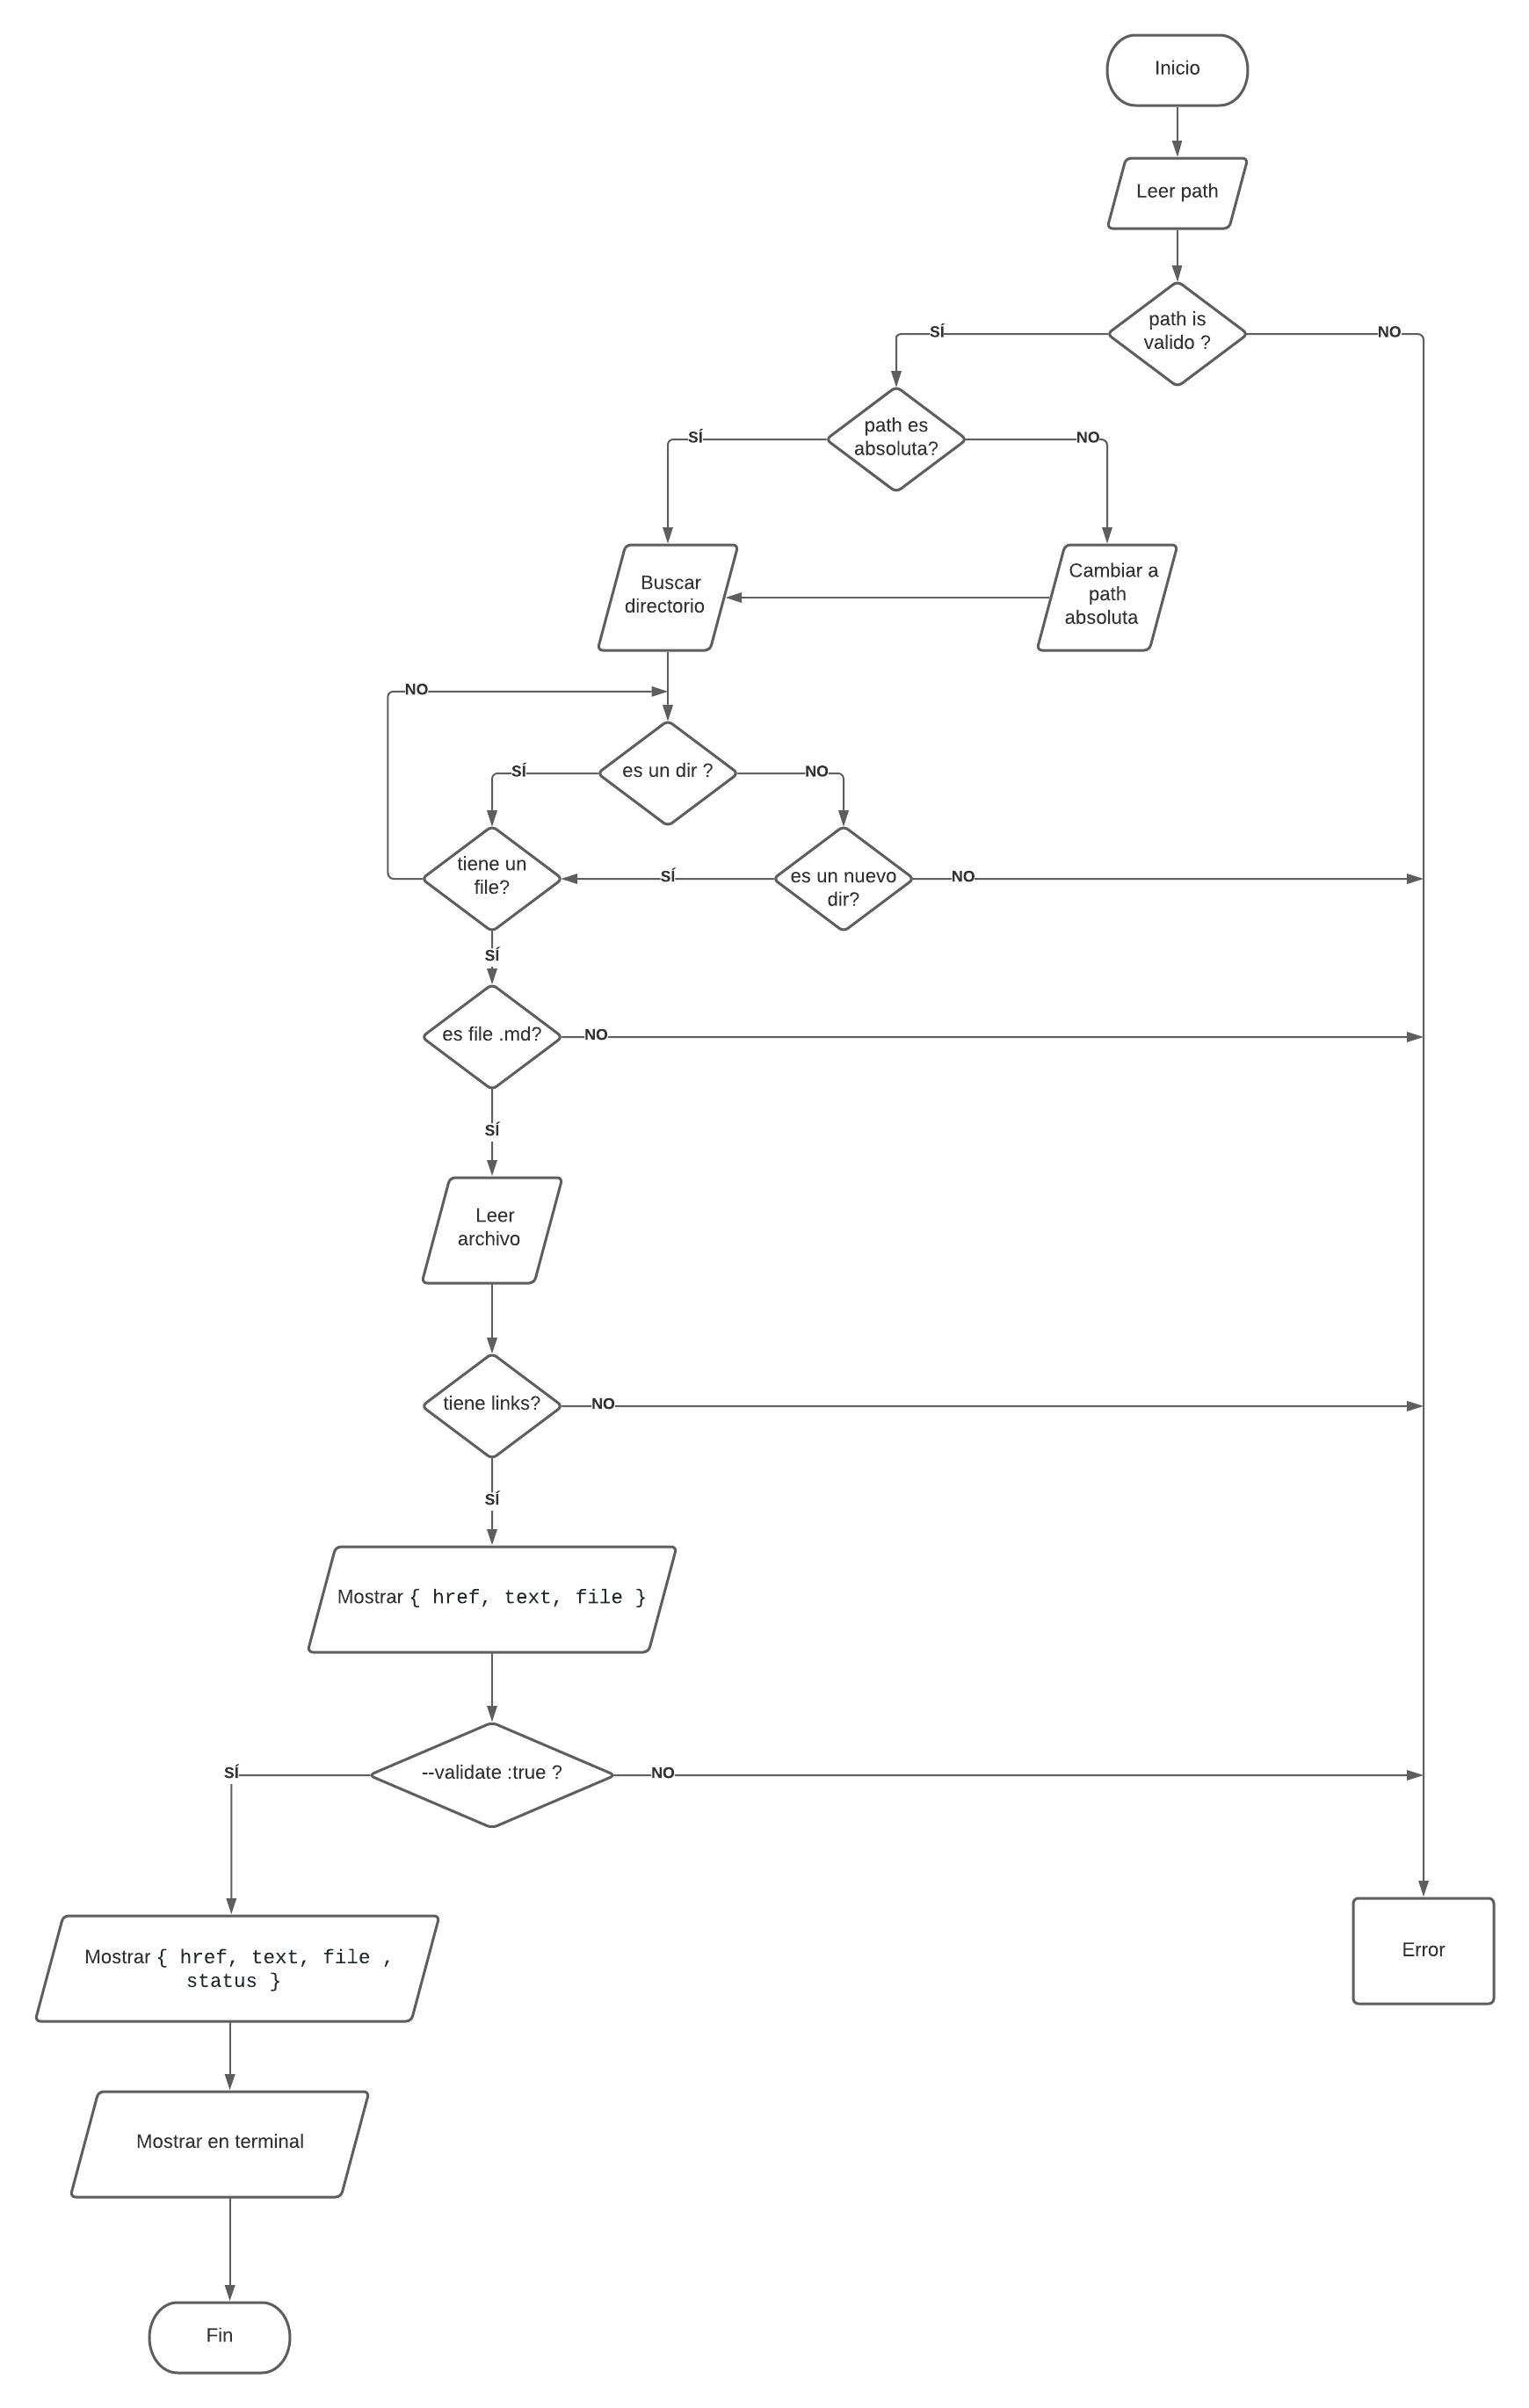 Inicio
Leer path
path is
valido ?
SÍ
NO
path es
absoluta?
SÍ
NO
Buscar
directorio
Cambiar a
path
absoluta
NO
es un dir ?
SÍ
NO
tiene un
file?
SÍ
es un nuevo
dir?
NO
SÍ
es file .md?
NO
SÍ
Leer
archivo
tiene links?
NO
SÍ
Mostrar { href, text, file }
--validate :true ?
SÍ
NO
Mostrar { href, text, file ,
status }
Error
Mostrar en terminal
Fin